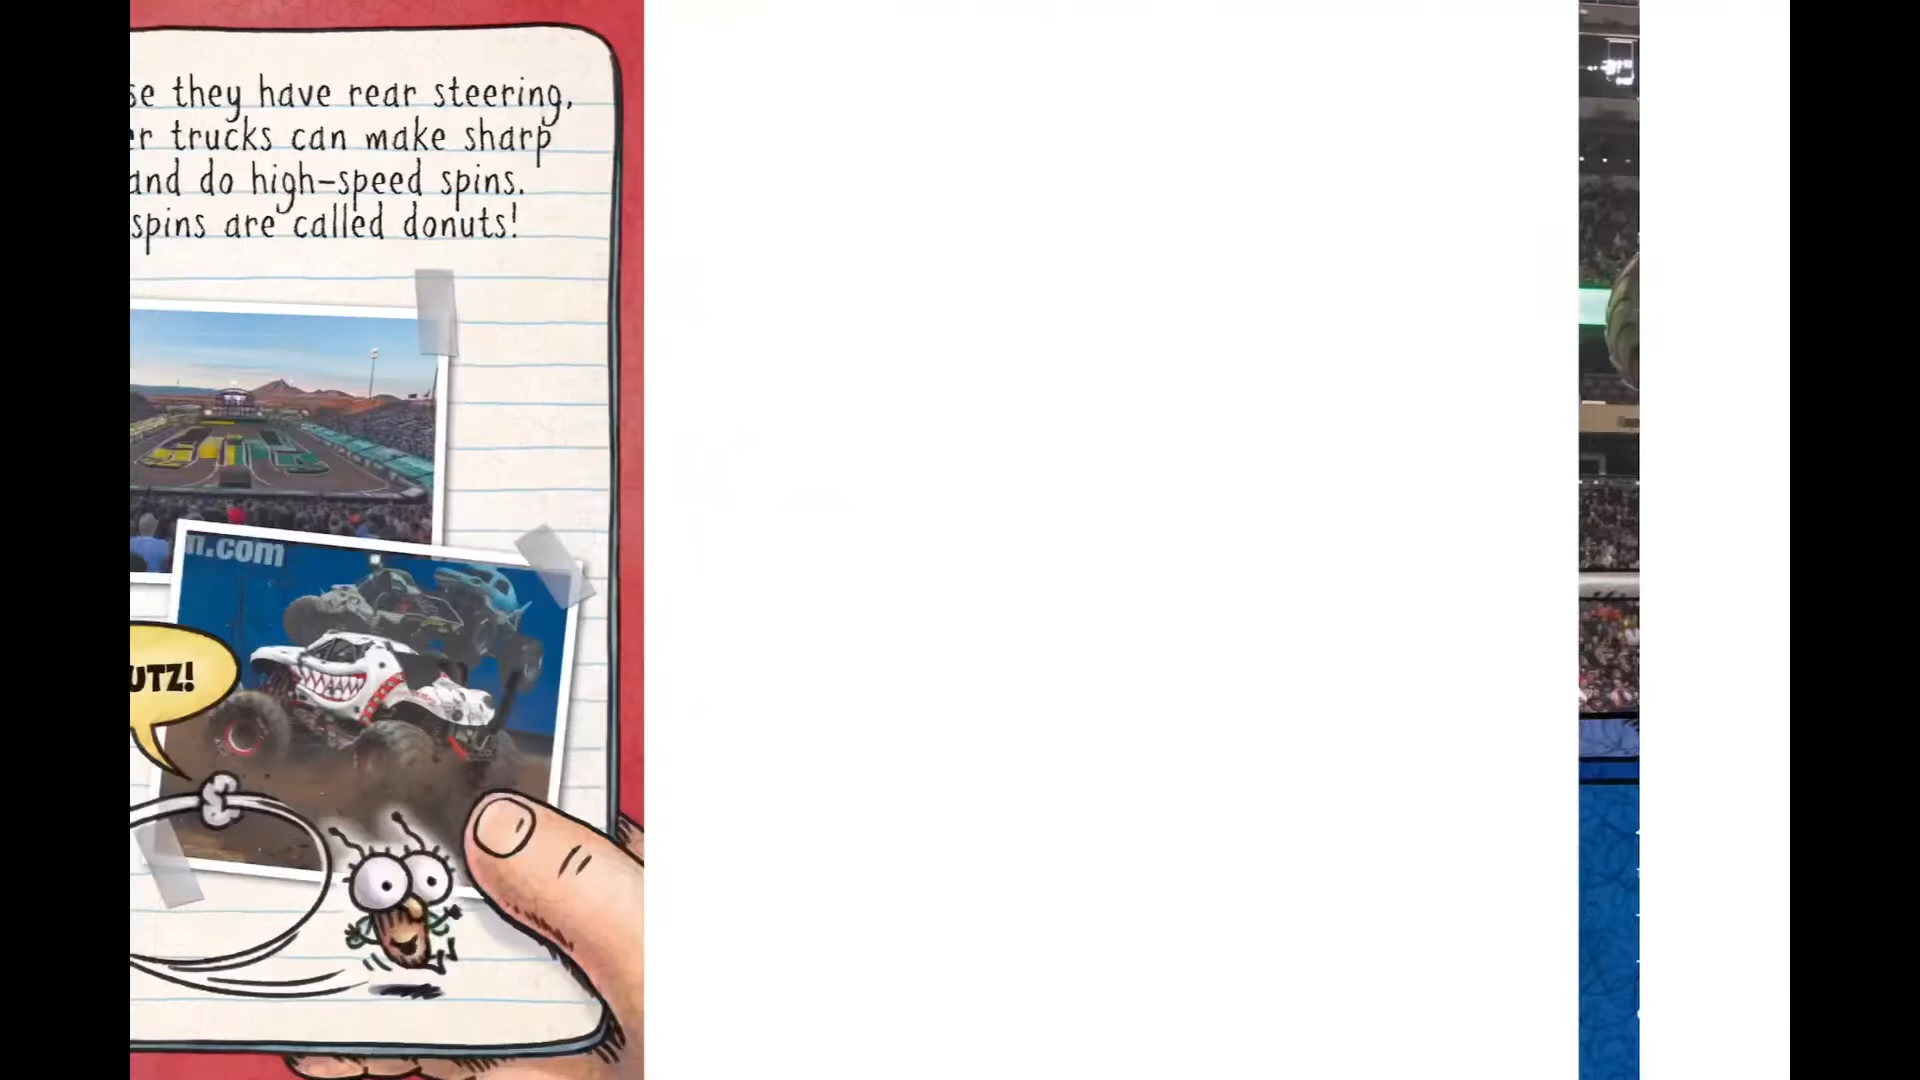 se they have rear steering,
er trucks can make sharp
and do high-speed spins.
spins are called donuts!
n.com
UTZ!